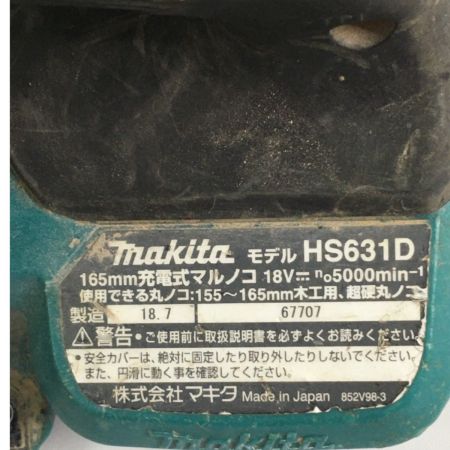 makita モデル HS631D
165mm充電式マルノコ 18V⎓ n₀5000min⁻¹
使用できる丸ノコ:155～165mm木工用、超硬丸ノコ
製造 18.7 67707
⚠警告・ご使用前に取扱説明書を必ずよくお読みください。
・安全カバーは、絶対に固定したり取り外したりしないでください。
また、円滑に動く事を確認してください。
株式会社マキタ Made in Japan 852V98-3
makita